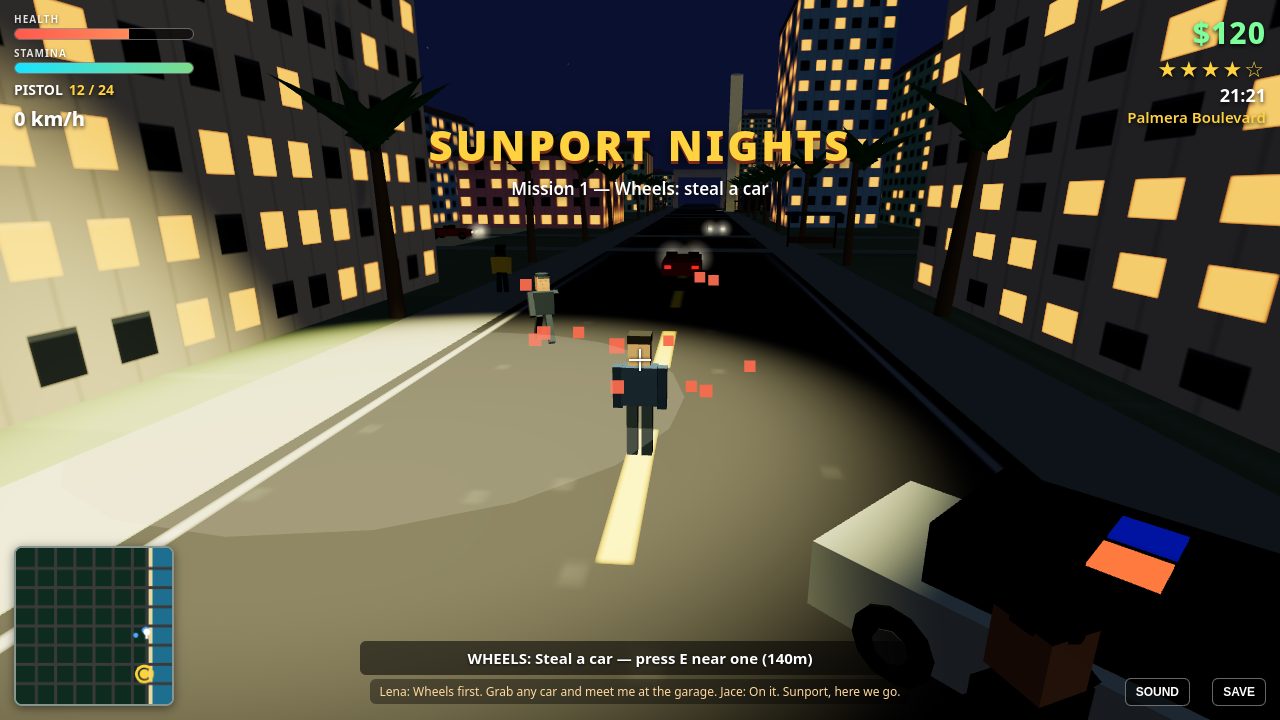 HEALTH
STAMINA
PISTOL 12 / 24
0 km/h
$120
★★★★☆
21:21
Palmera Boulevard
SUNPORT NIGHTS
Mission 1 — Wheels: steal a car
C
WHEELS: Steal a car — press E near one (140m)
Lena: Wheels first. Grab any car and meet me at the garage. Jace: On it. Sunport, here we go.
SOUND
SAVE